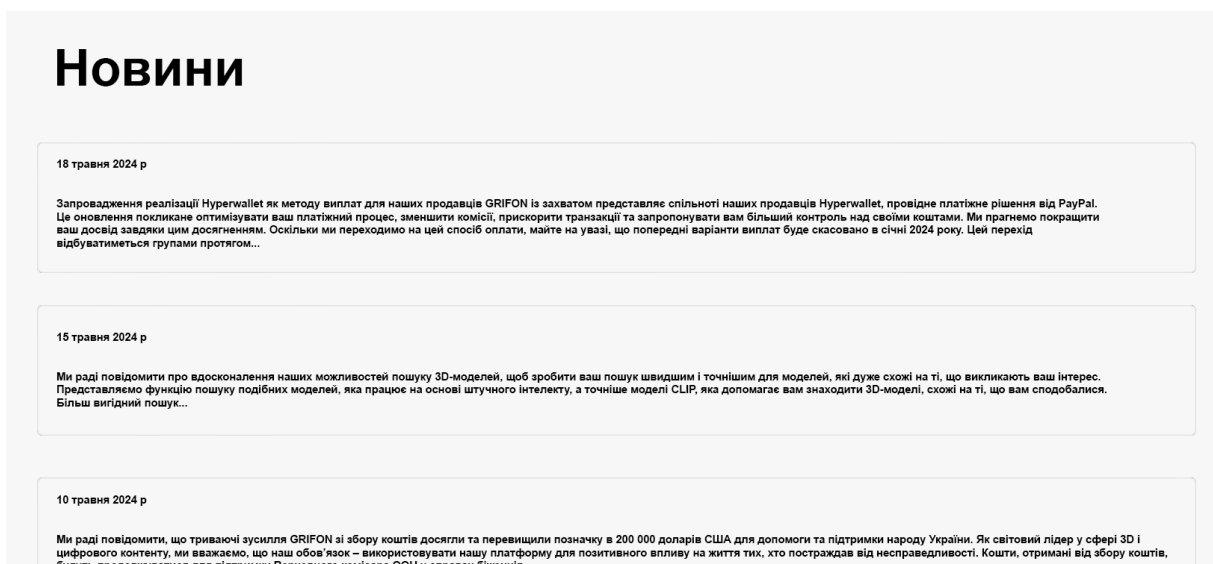 Новини
18 травня 2024 р
Запровадження реалізації Hyperwallet як методу виплат для наших продавців GRIFON із захватом представляє спільноті наших продавців Hyperwallet, провідне платіжне рішення від PayPal.
Це оновлення покликане оптимізувати ваш платіжний процес, зменшити комісії, прискорити транзакції та запропонувати вам більший контроль над своїми коштами. Ми прагнемо покращити
ваш досвід завдяки цим досягненням. Оскільки ми переходимо на цей спосіб оплати, майте на увазі, що попередні варіанти виплат буде скасовано в січні 2024 року. Цей перехід
відбуватиметься групами протягом...
15 травня 2024 р
Ми раді повідомити про вдосконалення наших можливостей пошуку 3D-моделей, щоб зробити ваш пошук швидшим і точнішим для моделей, які дуже схожі на ті, що викликають ваш інтерес.
Представляємо функцію пошуку подібних моделей, яка працює на основі штучного інтелекту, а точніше моделі CLIP, яка допомагає вам знаходити 3D-моделі, схожі на ті, що вам сподобалися.
Більш вигідний пошук...
10 травня 2024 р
Ми раді повідомити, що триваючі зусилля GRIFON зі збору коштів досягли та перевищили позначку в 200 000 доларів США для допомоги та підтримки народу України. Як світовий лідер у сфері 3D і
цифрового контенту, ми вважаємо, що наш обов’язок – використовувати нашу платформу для позитивного впливу на життя тих, хто постраждав від несправедливості. Кошти, отримані від збору коштів,